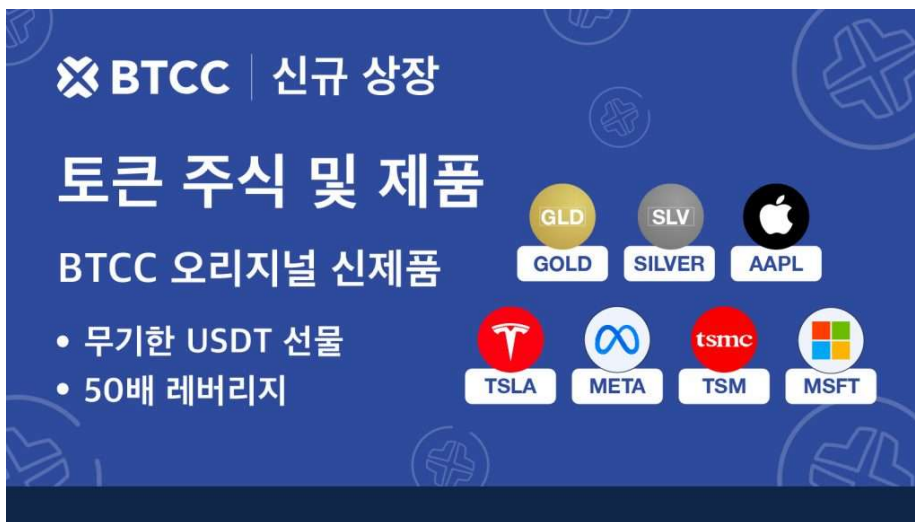 BTCC | 신규 상장
토큰 주식 및 제품
BTCC 오리지널 신제품
• 무기한 USDT 선물
• 50배 레버리지
GLD SLV
GOLD SILVER AAPL
tsmc
TSLA META TSM MSFT